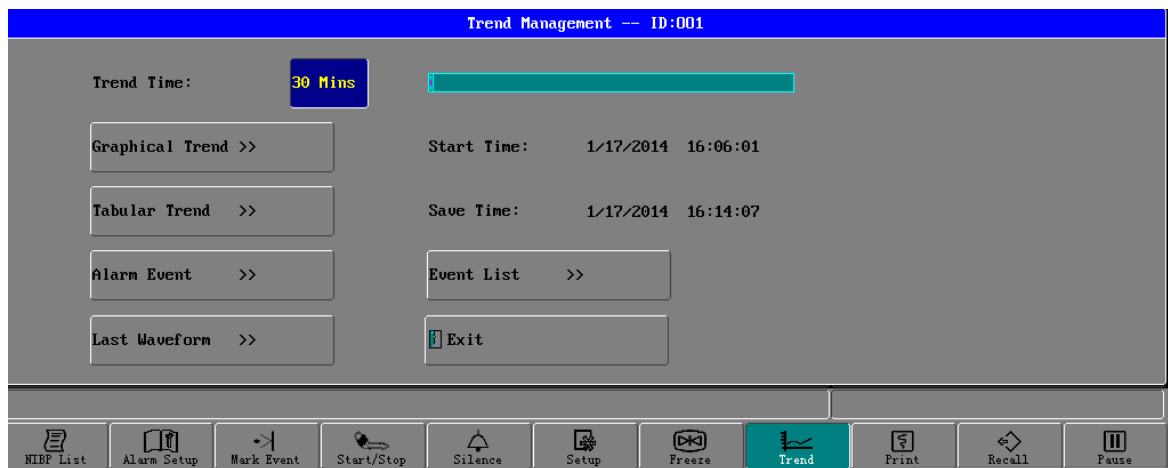 Trend Management -- ID:001
Trend Time: 30 Mins
Graphical Trend >> Start Time: 1/17/2014 16:06:01
Tabular Trend >> Save Time: 1/17/2014 16:14:07
Alarm Event >> Event List >>
Last Waveform >> Exit
NIBP List Alarm Setup Mark Event Start/Stop Silence Setup Freeze Trend Print Recall Pause